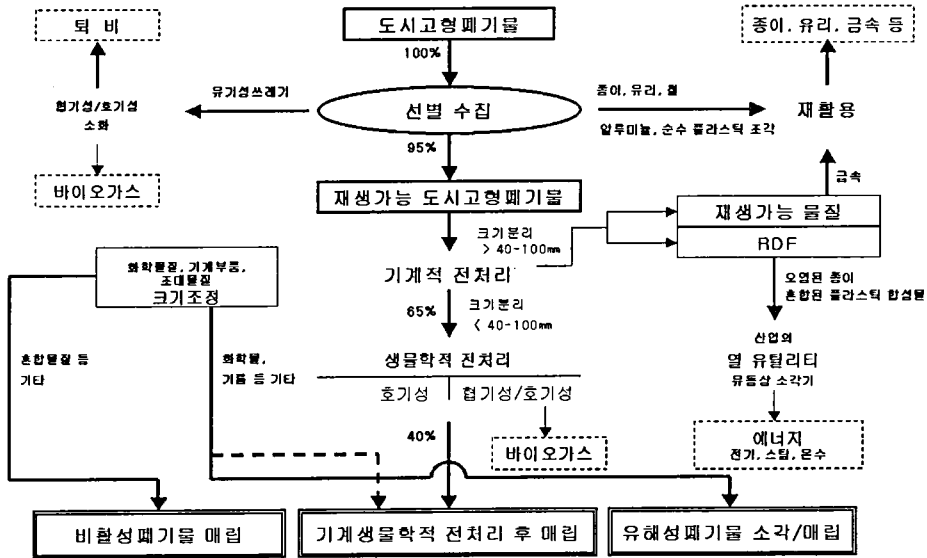 퇴 비
도시고형폐기물
종이, 유리, 금속 등
100%
유기성쓰레기
종이, 유리, 철
혐기성/호기성
소화
선별 수집
재활용
알루미늄, 순수 플라스틱 조각
95%
바이오가스
재생가능 도시고형폐기물
금속
재생가능 물질
크기분리
> 40-100mm
RDF
화학물질, 기계부품,
조대물질
크기조정
기계적 전처리
오염된 종이
혼합된 플라스틱 합성물
65%
크기분리
< 40-100mm
산업의
열 유틸리티
유동상 소각기
혼합물질 등
기타
화학물,
기름 등 기타
생물학적 전처리
호기성
혐기성/호기성
40%
바이오가스
에너지
전기, 스팀, 온수
비활성폐기물 매립
기계생물학적 전처리 후 매립
유해성폐기물 소각/매립